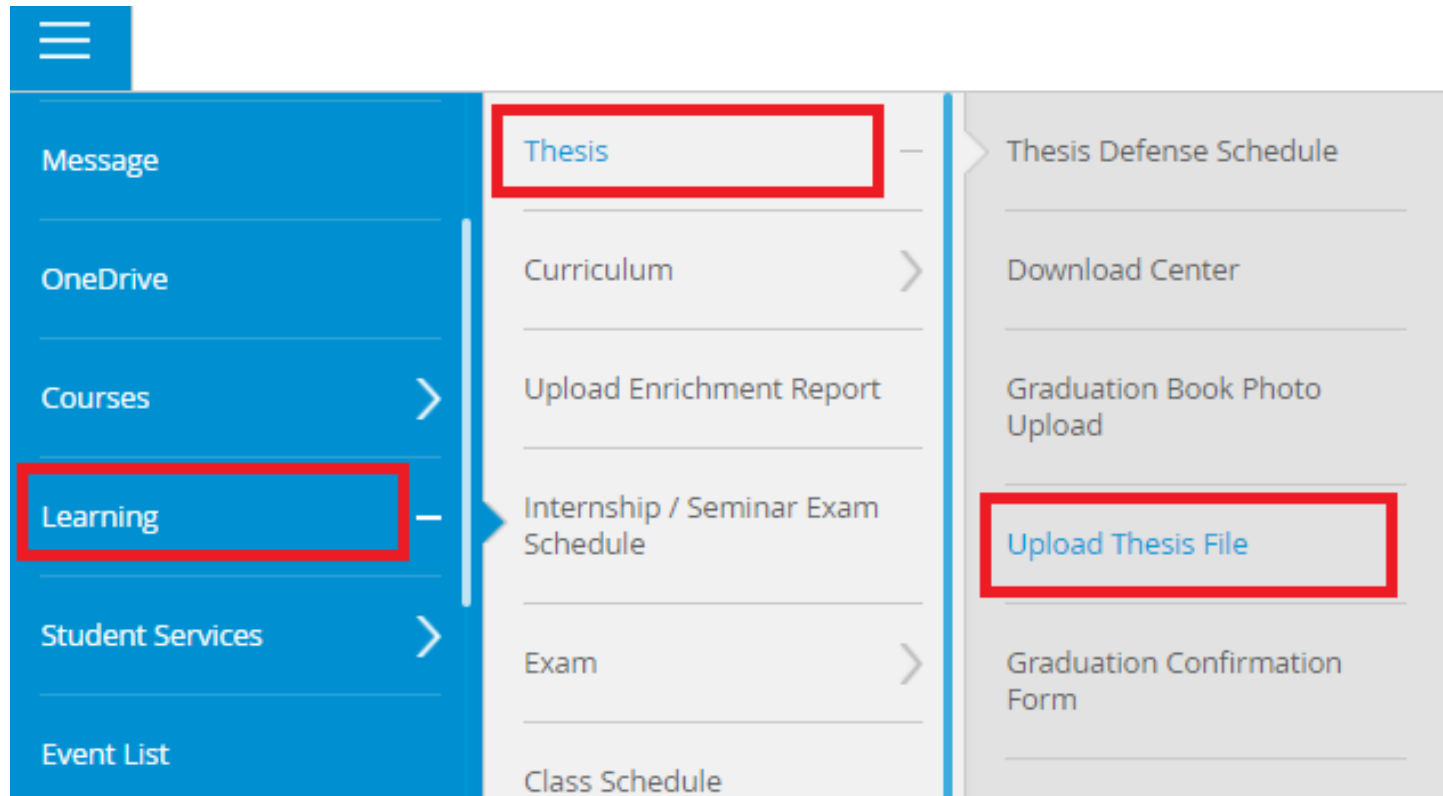 Message
OneDrive
Courses
Learning
Student Services
Event List
Thesis
Curriculum
Upload Enrichment Report
Internship / Seminar Exam
Schedule
Exam
Class Schedule
Thesis Defense Schedule
Download Center
Graduation Book Photo
Upload
Upload Thesis File
Graduation Confirmation
Form